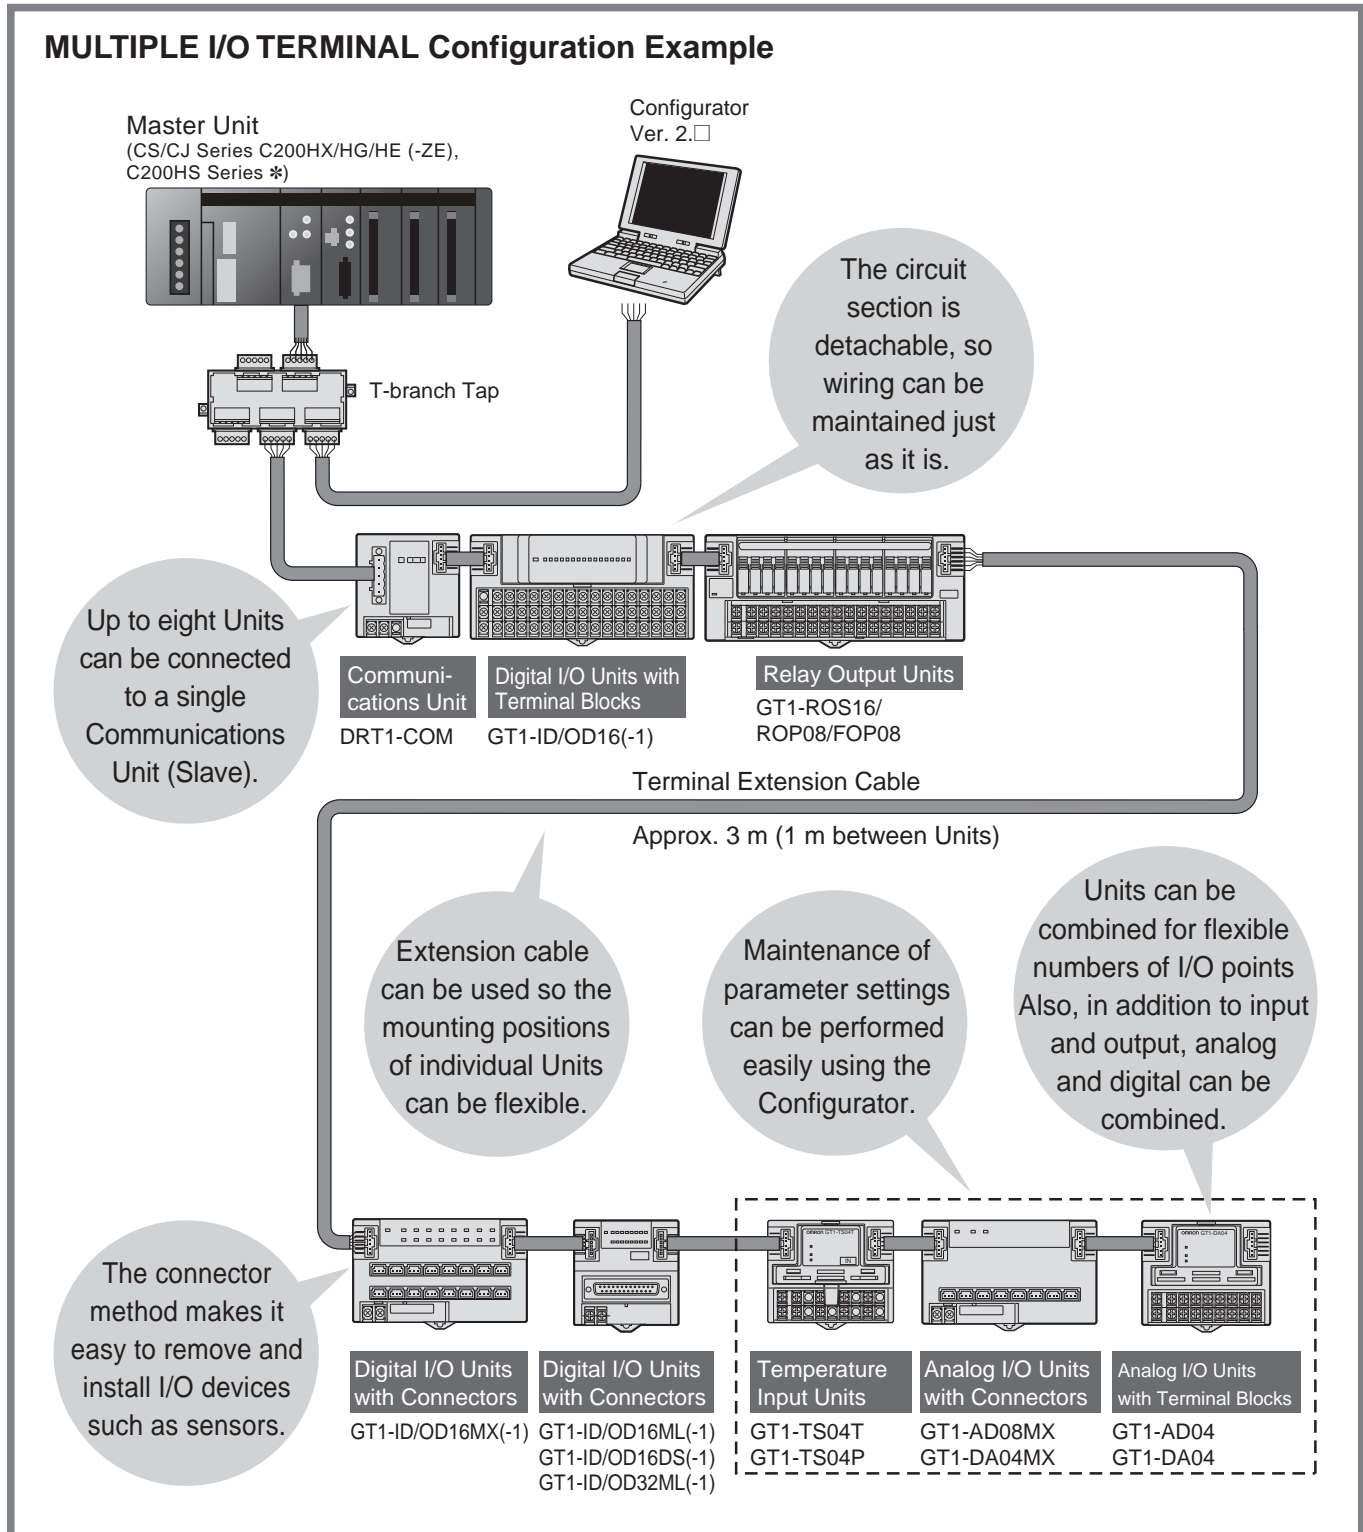 MULTIPLE I/O TERMINAL Configuration Example
Configurator
Ver. 2.□
Master Unit
(CS/CJ Series C200HX/HG/HE (-ZE),
C200HS Series ✻)
The circuit
section is
detachable, so
wiring can be
maintained just
as it is.
T-branch Tap
Up to eight Units
can be connected
to a single
Communications
Unit (Slave).
Communi-
cations Unit
DRT1-COM
Digital I/O Units with
Terminal Blocks
GT1-ID/OD16(-1)
Relay Output Units
GT1-ROS16/
ROP08/FOP08
Terminal Extension Cable
Approx. 3 m (1 m between Units)
Extension cable
can be used so the
mounting positions
of individual Units
can be flexible.
Maintenance of
parameter settings
can be performed
easily using the
Configurator.
Units can be
combined for flexible
numbers of I/O points
Also, in addition to input
and output, analog
and digital can be
combined.
The connector
method makes it
easy to remove and
install I/O devices
such as sensors.
OMRON GT1-TS04T
IN
OMRON GT1-DA04
Digital I/O Units
with Connectors
GT1-ID/OD16MX(-1)
Digital I/O Units
with Connectors
GT1-ID/OD16ML(-1)
GT1-ID/OD16DS(-1)
GT1-ID/OD32ML(-1)
Temperature
Input Units
GT1-TS04T
GT1-TS04P
Analog I/O Units
with Connectors
GT1-AD08MX
GT1-DA04MX
Analog I/O Units
with Terminal Blocks
GT1-AD04
GT1-DA04